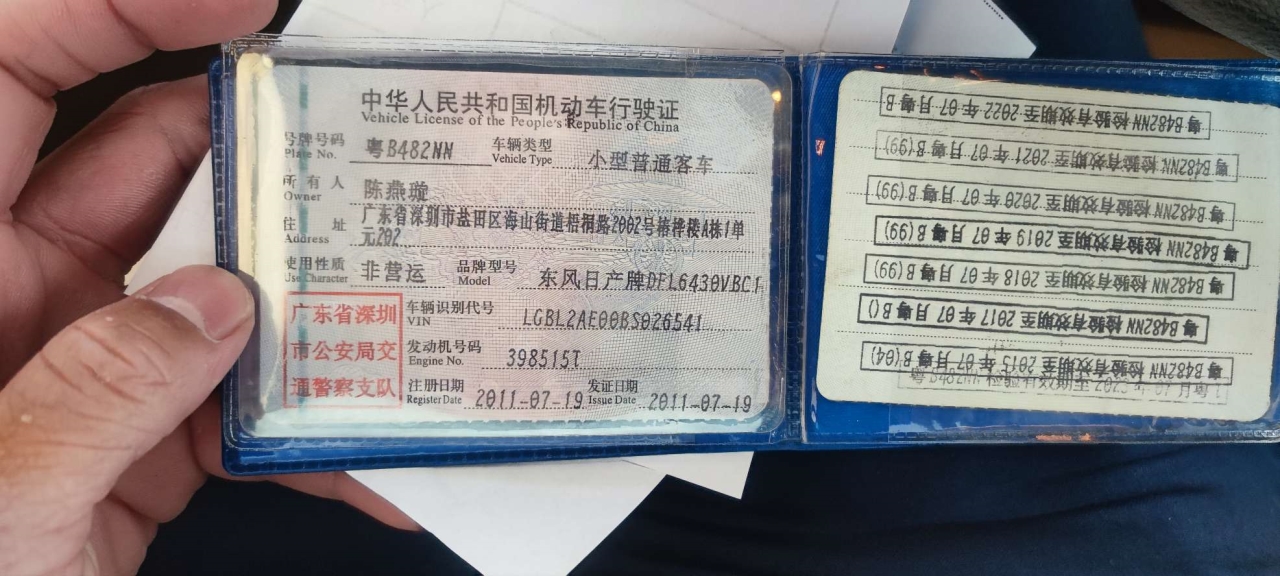 中华人民共和国机动车行驶证
Vehicle License of the People's Republic of China
号牌号码 粤B482NN 车辆类型 小型普通客车
Plate No. Vehicle Type
所有人 陈燕璇
Owner
住址 广东省深圳市盐田区海山街道梧桐路2002号椿桦楼A栋1单
Address 元202
使用性质 非营运 品牌型号 东风日产牌DFL6430VBC1
Use Character Model
广东省深圳
市公安局交
通警察支队
车辆识别代号 LGBL2AE00BS026541
VIN
发动机号码 398515T
Engine No.
注册日期 2011-07-19 发证日期 2011-07-19
Register Date Issue Date
粤B482NN 检验有效期至2022年07月粤B
粤B482NN 检验有效期至2021年07月粤B(99)
粤B482NN 检验有效期至2020年07月粤B(99)
粤B482NN 检验有效期至2019年07月粤B(99)
粤B482NN 检验有效期至2018年07月粤B(99)
粤B482NN 检验有效期至2017年07月粤B()
粤B482NN 检验有效期至2015年07月粤B(04)